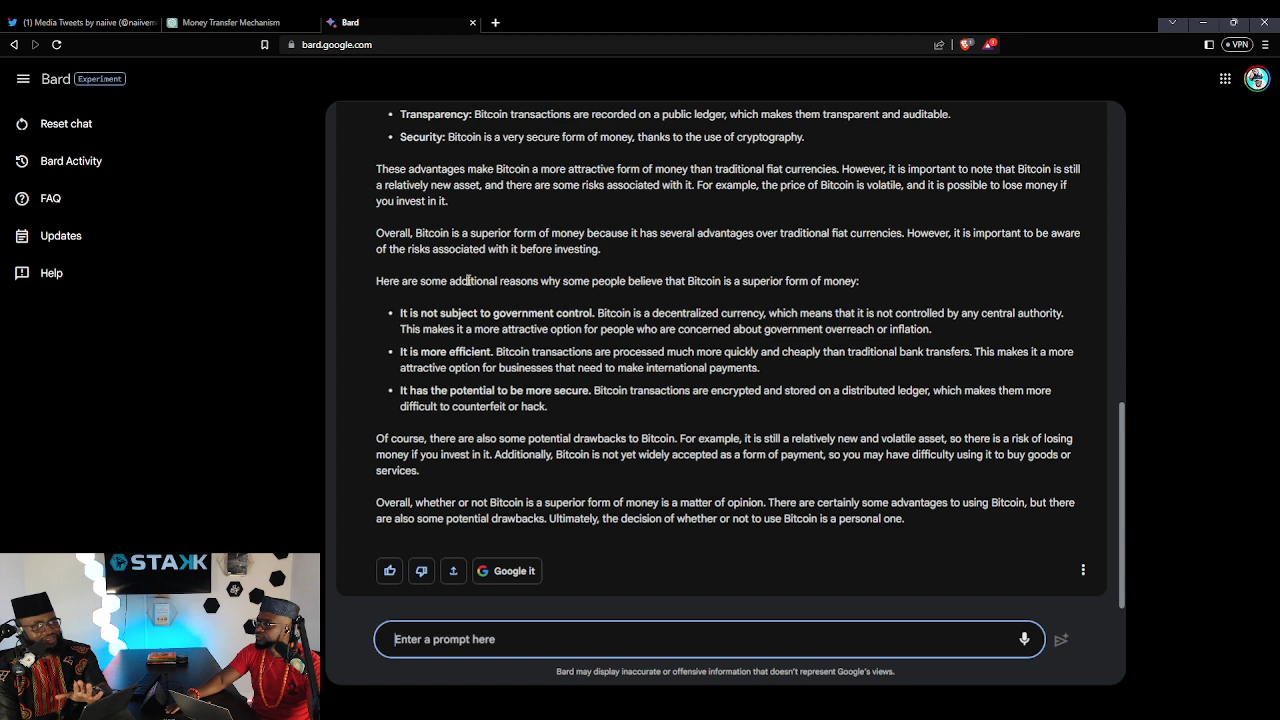 (1) Media Tweets by naiive (@naiivem
Money Transfer Mechanism
Bard
bard.google.com
VPN
Bard
Experiment
Reset chat
Bard Activity
FAQ
Updates
Help
• Transparency: Bitcoin transactions are recorded on a public ledger, which makes them transparent and auditable.
• Security: Bitcoin is a very secure form of money, thanks to the use of cryptography.
These advantages make Bitcoin a more attractive form of money than traditional fiat currencies. However, it is important to note that Bitcoin is still
a relatively new asset, and there are some risks associated with it. For example, the price of Bitcoin is volatile, and it is possible to lose money if
you invest in it.
Overall, Bitcoin is a superior form of money because it has several advantages over traditional fiat currencies. However, it is important to be aware
of the risks associated with it before investing.
Here are some additional reasons why some people believe that Bitcoin is a superior form of money:
• It is not subject to government control. Bitcoin is a decentralized currency, which means that it is not controlled by any central authority.
This makes it a more attractive option for people who are concerned about government overreach or inflation.
• It is more efficient. Bitcoin transactions are processed much more quickly and cheaply than traditional bank transfers. This makes it a more
attractive option for businesses that need to make international payments.
• It has the potential to be more secure. Bitcoin transactions are encrypted and stored on a distributed ledger, which makes them more
difficult to counterfeit or hack.
Of course, there are also some potential drawbacks to Bitcoin. For example, it is still a relatively new and volatile asset, so there is a risk of losing
money if you invest in it. Additionally, Bitcoin is not yet widely accepted as a form of payment, so you may have difficulty using it to buy goods or
services.
Overall, whether or not Bitcoin is a superior form of money is a matter of opinion. There are certainly some advantages to using Bitcoin, but there
are also some potential drawbacks. Ultimately, the decision of whether or not to use Bitcoin is a personal one.
Google it
Enter a prompt here
Bard may display inaccurate or offensive information that doesn't represent Google's views.
STAKK